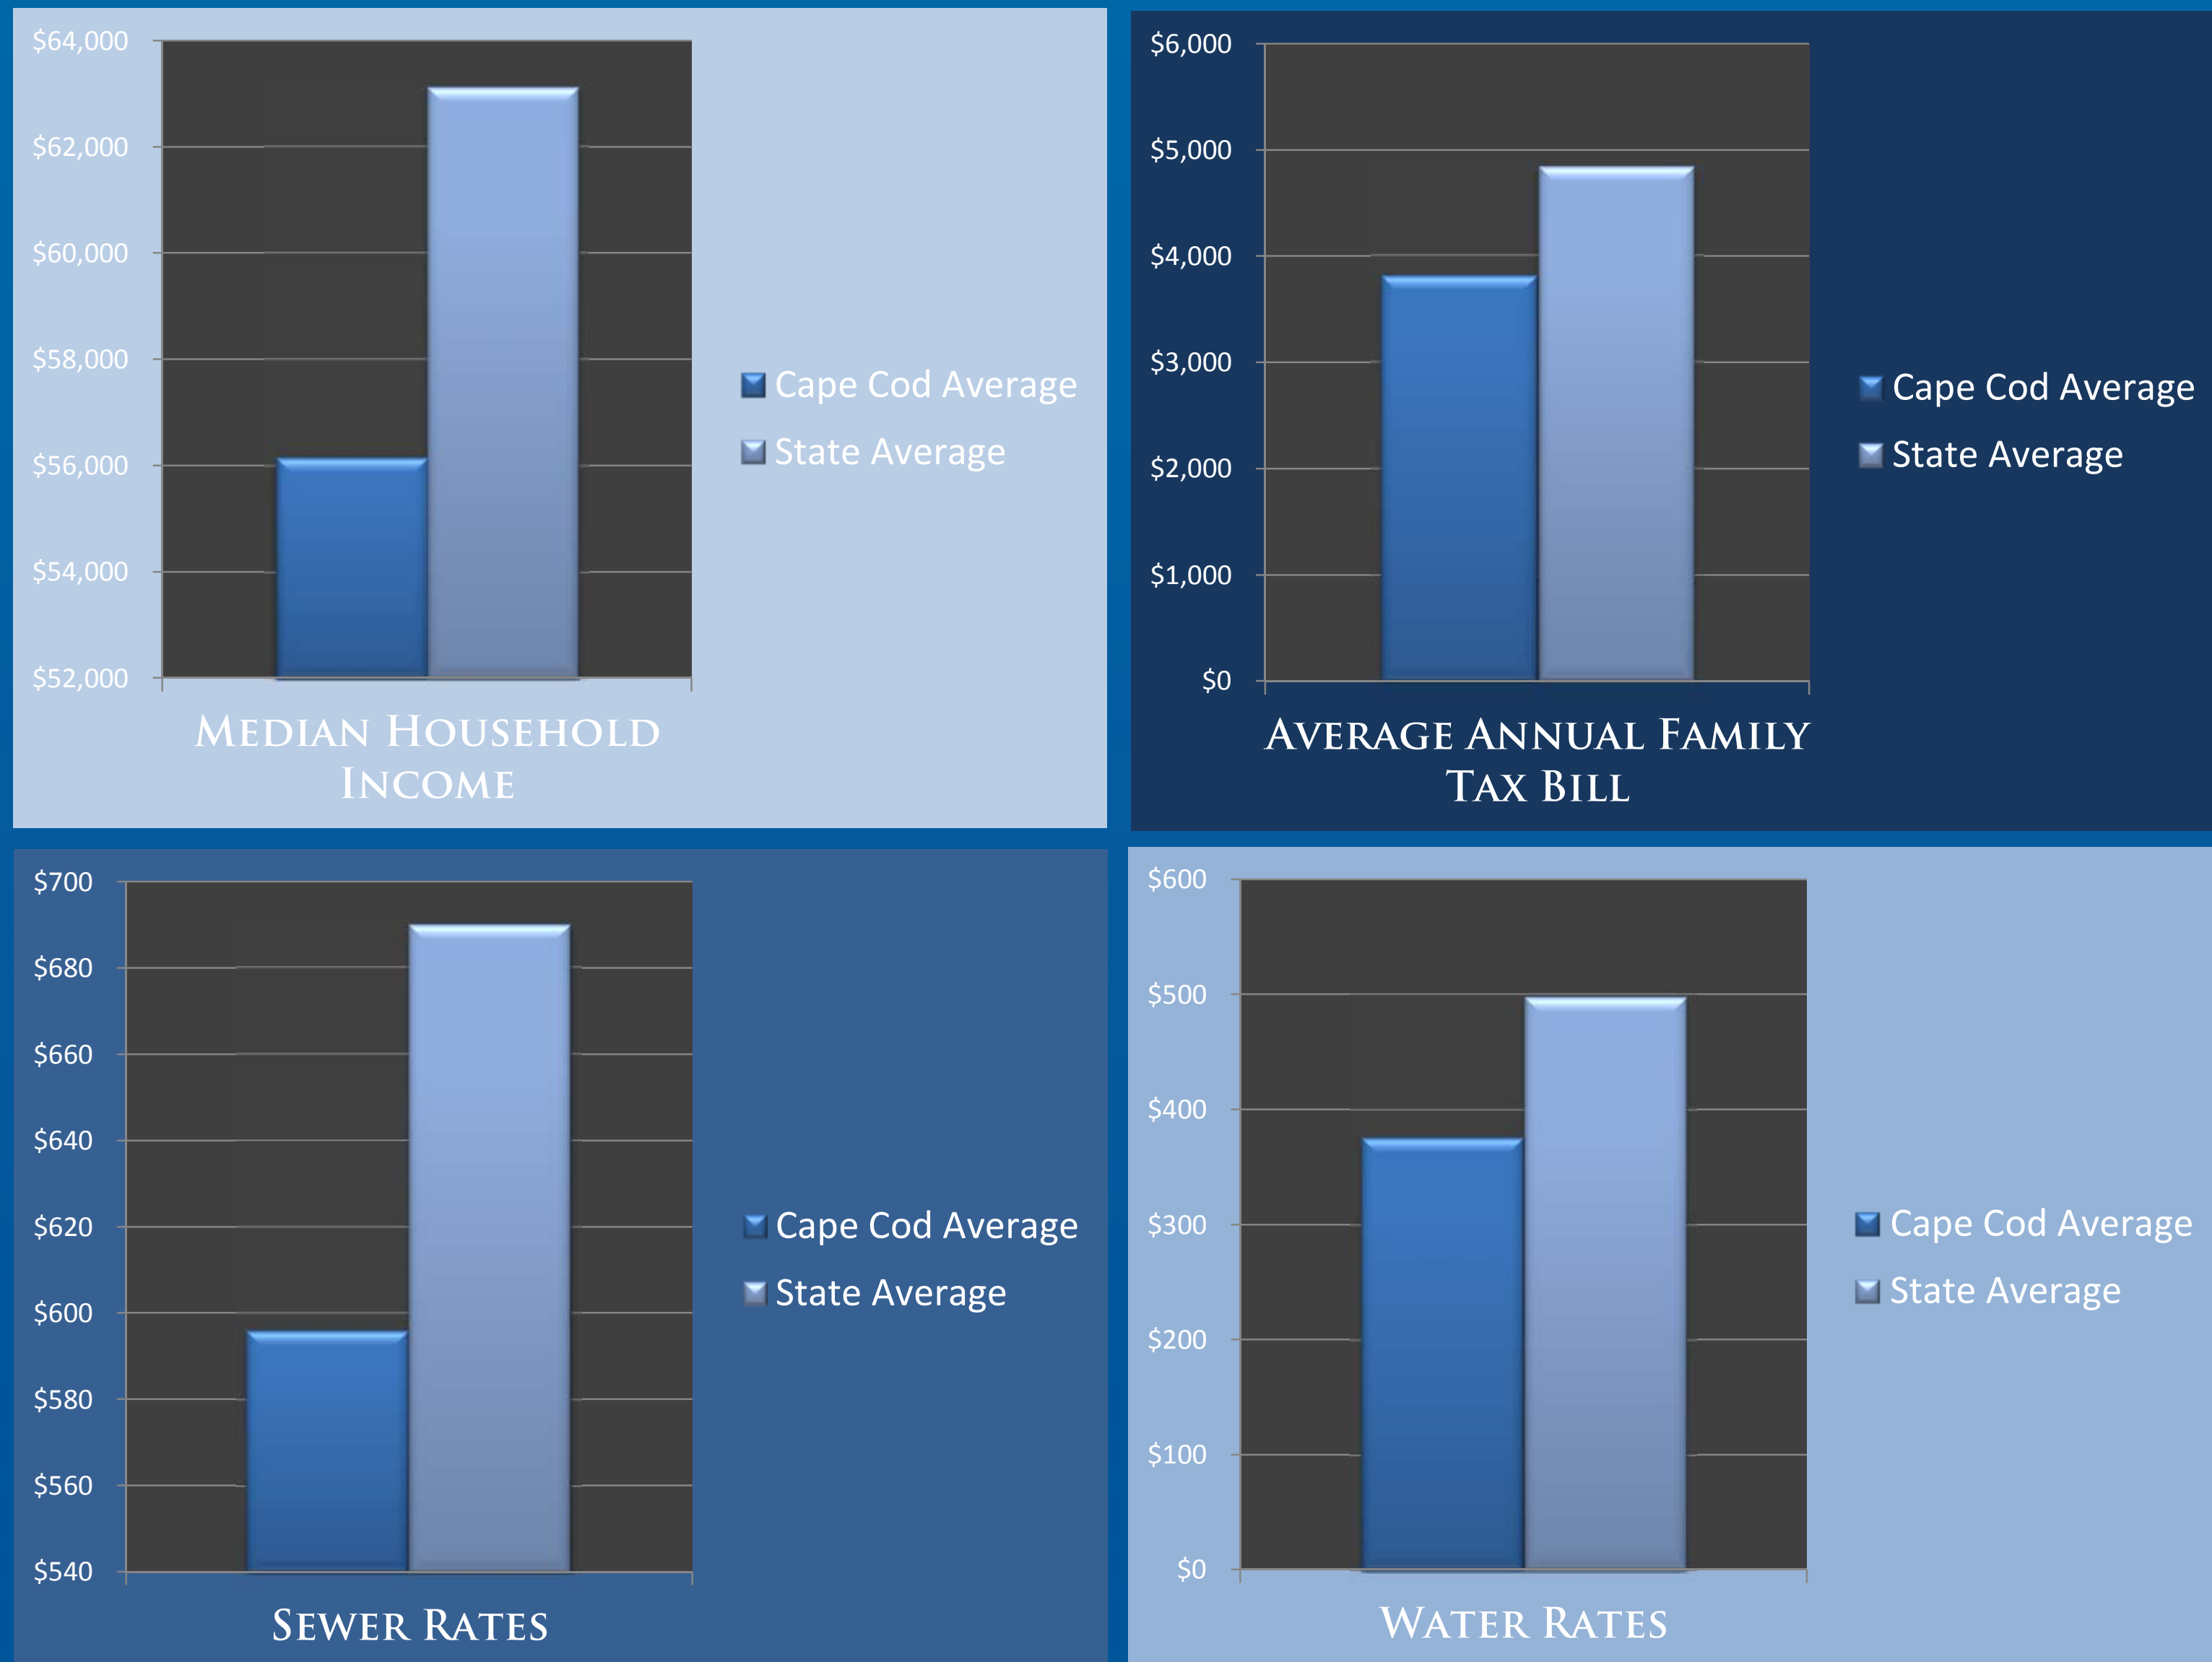 $64,000
$62,000
$60,000
$58,000
$56,000
$54,000
$52,000
Cape Cod Average
State Average
Median Household
Income
$6,000
$5,000
$4,000
$3,000
$2,000
$1,000
$0
Cape Cod Average
State Average
Average Annual Family
Tax Bill
$700
$680
$660
$640
$620
$600
$580
$560
$540
Cape Cod Average
State Average
Sewer Rates
$600
$500
$400
$300
$200
$100
$0
Cape Cod Average
State Average
Water Rates